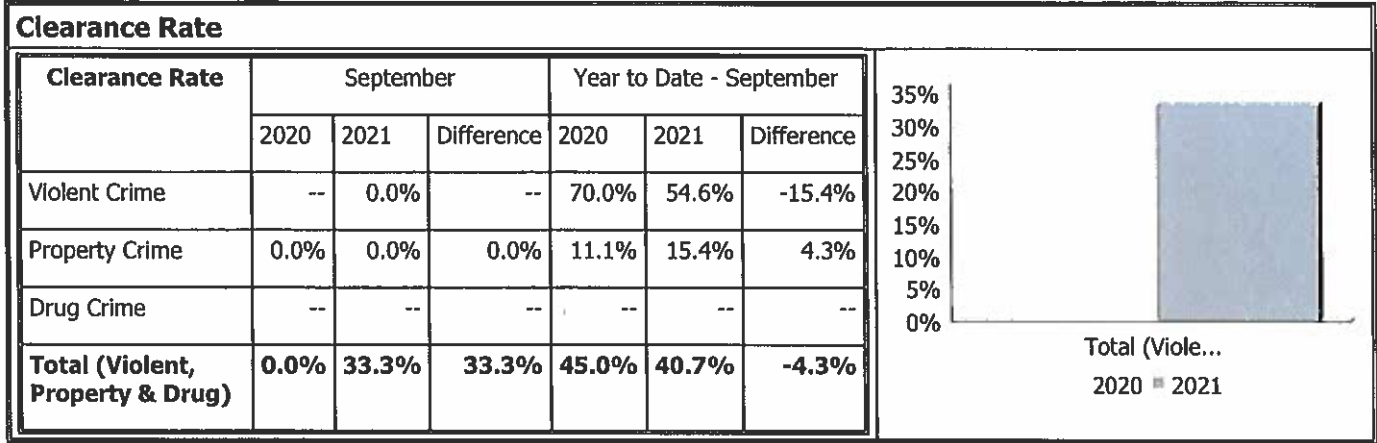 Clearance Rate
Clearance Rate September Year to Date - September
2020 2021 Difference 2020 2021 Difference
Violent Crime -- 0.0% -- 70.0% 54.6% -15.4%
Property Crime 0.0% 0.0% 0.0% 11.1% 15.4% 4.3%
Drug Crime -- -- -- -- -- --
Total (Violent,
Property & Drug) 0.0% 33.3% 33.3% 45.0% 40.7% -4.3%
35%
30%
25%
20%
15%
10%
5%
0%
Total (Viole...
2020 2021